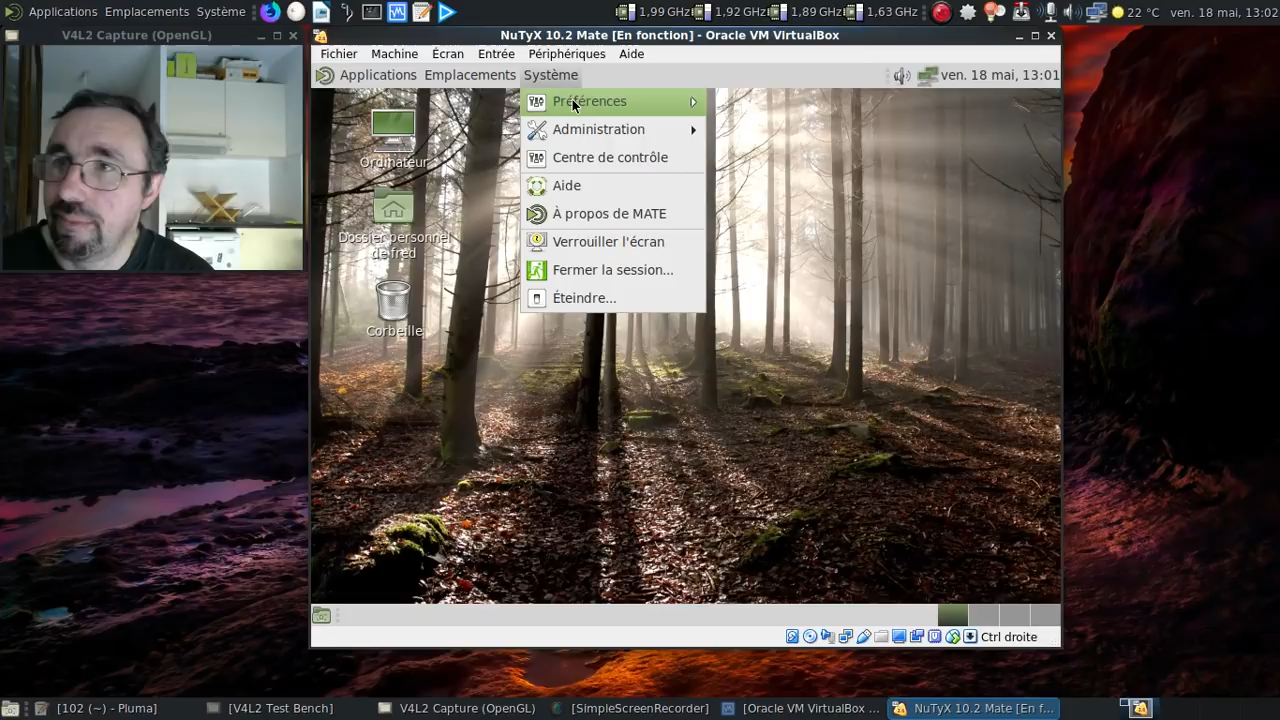 Applications Emplacements Système 1,99 GHz 1,92 GHz 1,89 GHz 1,63 GHz 22 °C ven. 18 mai, 13:02
V4L2 Capture (OpenGL)
NuTyX 10.2 Mate [En fonction] - Oracle VM VirtualBox
Fichier Machine Écran Entrée Périphériques Aide
Applications Emplacements Système ven. 18 mai, 13:01
Préférences
Administration
Centre de contrôle
Aide
À propos de MATE
Verrouiller l'écran
Fermer la session...
Éteindre...
Ordinateur
Dossier personnel
de fred
Corbeille
Ctrl droite
[102 (~) - Pluma] [V4L2 Test Bench] V4L2 Capture (OpenGL) [SimpleScreenRecorder] [Oracle VM VirtualBox ... NuTyX 10.2 Mate [En f...